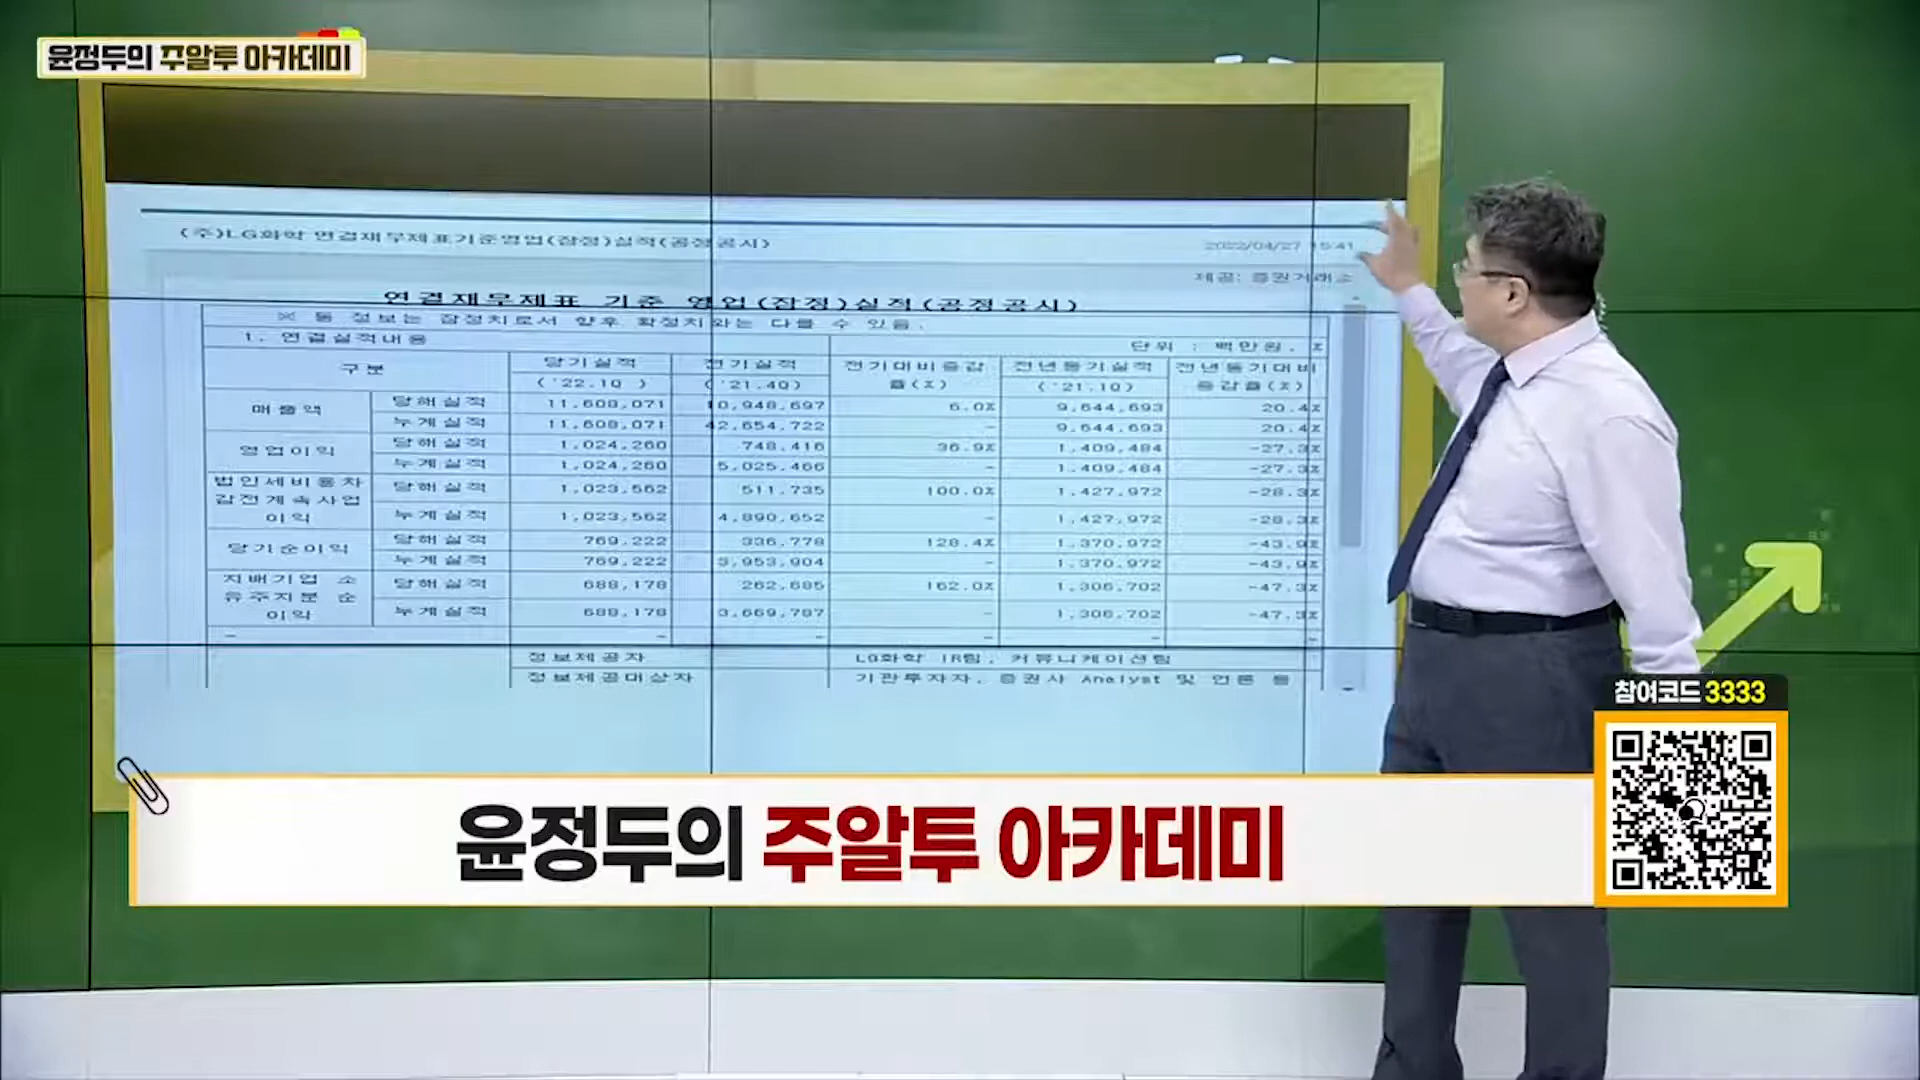 윤정두의 주알투 아카데미
(주)LG화학 연결재무제표기준영업(잠정)실적(공정공시)
2022/04/27 15:41
제공: 증권거래소
연결재무제표 기준 영업(잠정)실적(공정공시)
※ 동 정보는 잠정치로서 향후 확정치와는 다를 수 있음.
1. 연결실적내용 단위 : 백만원, %
구분 당기실적 전기실적 전기대비증감 전년동기실적 전년동기대비
('22.1Q ) ('21.4Q) 률(%) ('21.1Q) 증감률(%)
매출액 당해실적 11,608,071 10,948,697 6.0% 9,644,693 20.4%
누계실적 11,608,071 42,654,722 - 9,644,693 20.4%
영업이익 당해실적 1,024,260 748,416 36.9% 1,409,484 -27.3%
누계실적 1,024,260 5,025,466 - 1,409,484 -27.3%
법인세비용차감전계속사업이익 당해실적 1,023,562 511,735 100.0% 1,427,972 -28.3%
누계실적 1,023,562 4,890,652 - 1,427,972 -28.3%
당기순이익 당해실적 769,222 336,778 128.4% 1,370,972 -43.9%
누계실적 769,222 3,953,904 - 1,370,972 -43.9%
지배기업 소유주지분 순이익 당해실적 688,178 262,685 162.0% 1,306,702 -47.3%
누계실적 688,178 3,669,787 - 1,306,702 -47.3%
- - - - - -
정보제공자 LG화학 IR팀, 커뮤니케이션팀
정보제공대상자 기관투자자, 증권사 Analyst 및 언론 등
참여코드 3333
윤정두의 주알투 아카데미